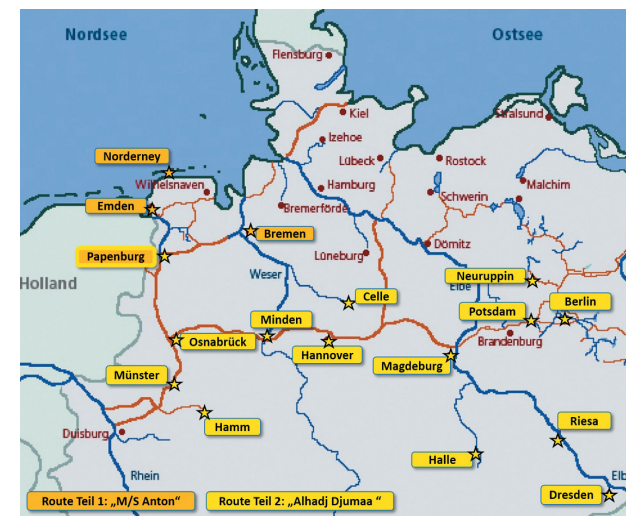 Nordsee
Ostsee
Flensburg
Kiel
Stralsund
Izehoe
Norderney
Lübeck
Rostock
Wilhelsnaven
Hamburg
Malchim
Schwerin
Emden
Bremerförde
Bremen
Dömitz
Papenburg
Lüneburg
Holland
Weser
Neuruppin
Elbe
Celle
Potsdam
Berlin
Minden
Osnabrück
Brandenburg
Hannover
Magdeburg
Münster
Hamm
Riesa
Duisburg
Halle
Rhein
Elb
Dresden
Route Teil 1: „M/S Anton“
Route Teil 2: „Alhadj Djumaa “